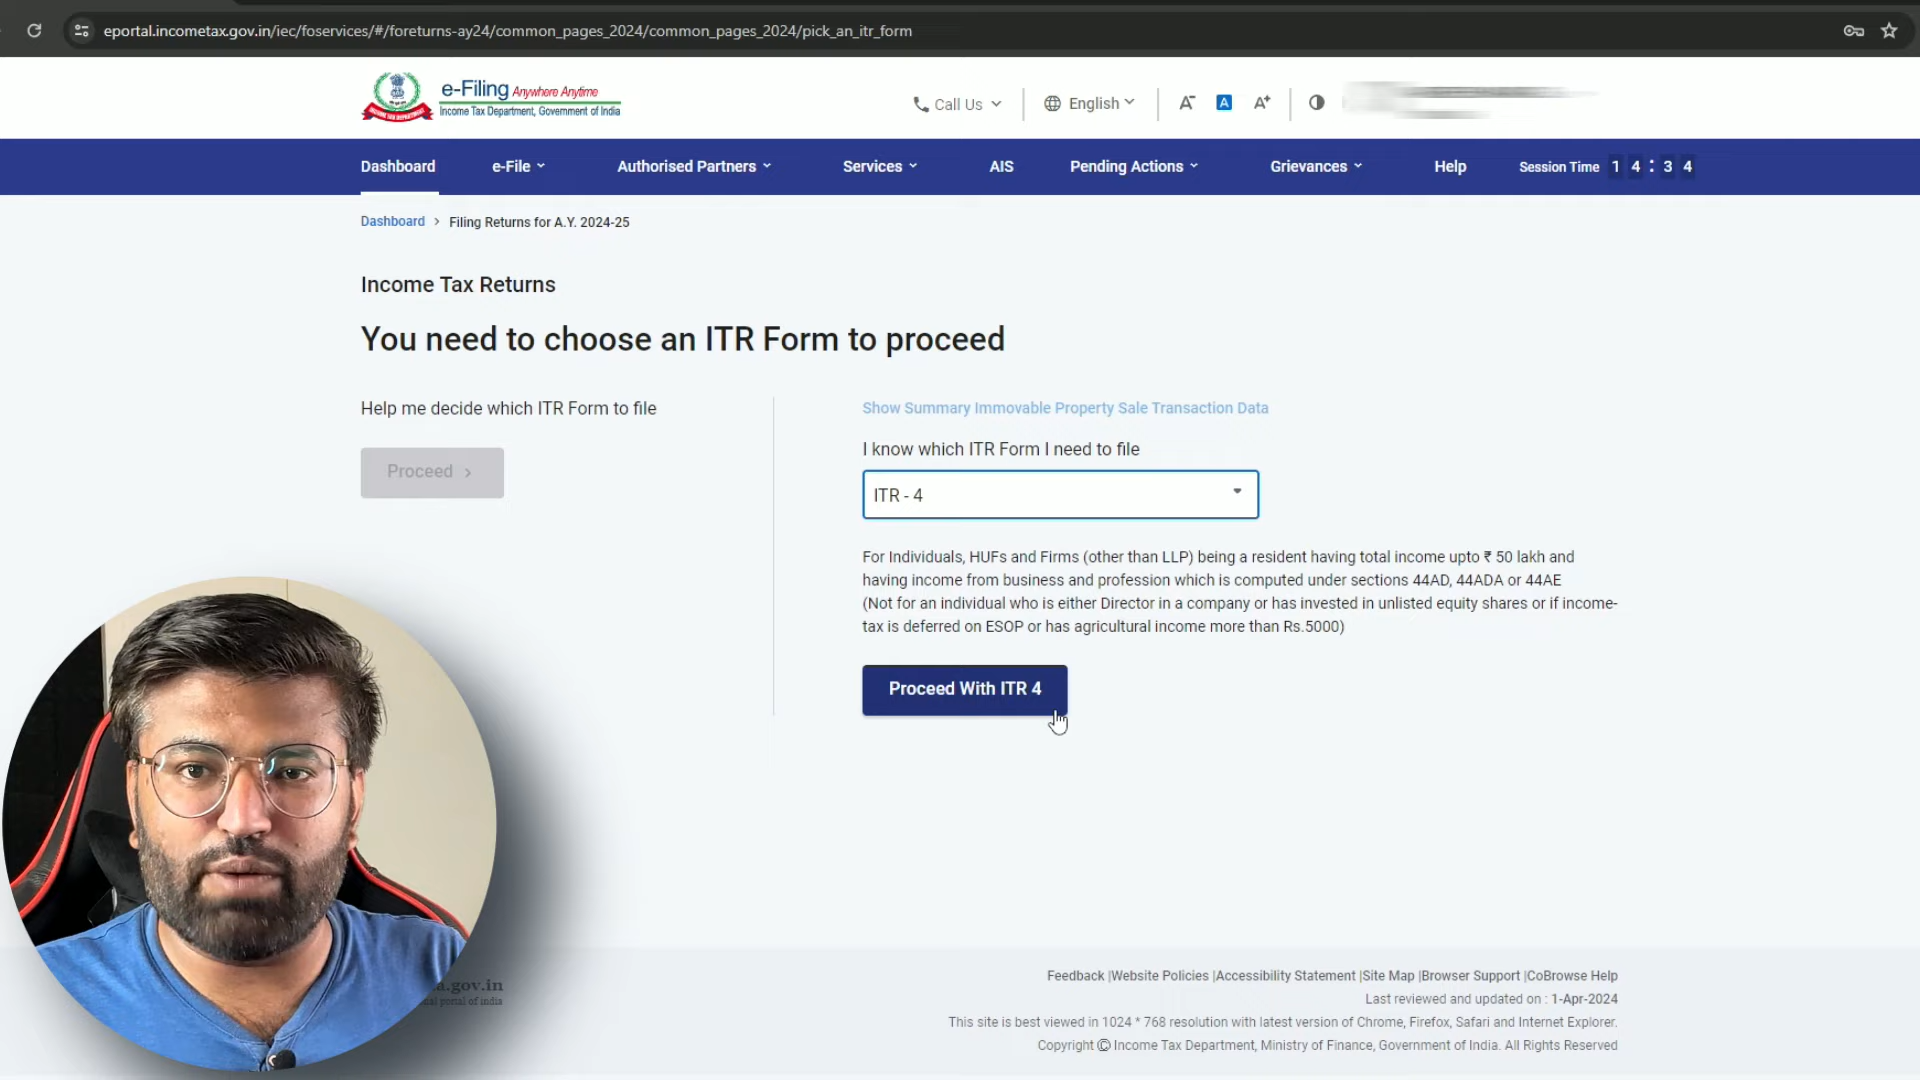 eportal.incometax.gov.in/iec/foservices/#/foreturns-ay24/common_pages_2024/common_pages_2024/pick_an_itr_form
e-Filing Anywhere Anytime
Income Tax Department, Government of India
Call Us
English
A-
A
A+
Dashboard
e-File
Authorised Partners
Services
AIS
Pending Actions
Grievances
Help
Session Time 1 4 : 3 4
Dashboard > Filing Returns for A.Y. 2024-25
Income Tax Returns
You need to choose an ITR Form to proceed
Help me decide which ITR Form to file
Proceed >
Show Summary Immovable Property Sale Transaction Data
I know which ITR Form I need to file
ITR - 4
For Individuals, HUFs and Firms (other than LLP) being a resident having total income upto ₹ 50 lakh and
having income from business and profession which is computed under sections 44AD, 44ADA or 44AE
(Not for an individual who is either Director in a company or has invested in unlisted equity shares or if income-
tax is deferred on ESOP or has agricultural income more than Rs.5000)
Proceed With ITR 4
.gov.in
portal of india
Feedback |Website Policies |Accessibility Statement |Site Map |Browser Support |CoBrowse Help
Last reviewed and updated on : 1-Apr-2024
This site is best viewed in 1024 * 768 resolution with latest version of Chrome, Firefox, Safari and Internet Explorer.
Copyright © Income Tax Department, Ministry of Finance, Government of India. All Rights Reserved